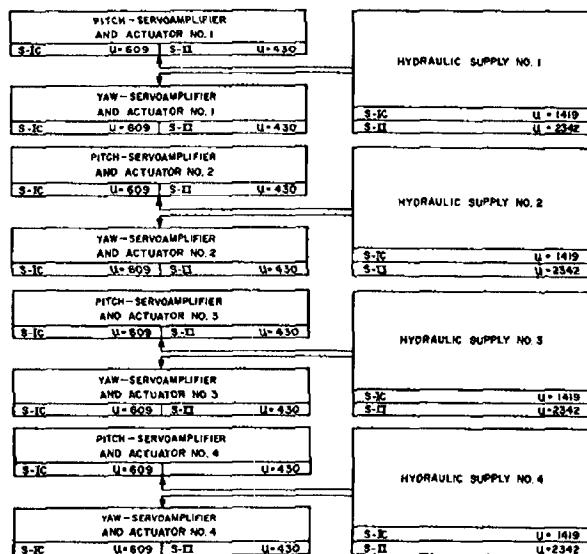 PITCH-SERVOAMPLIFIER
AND ACTUATOR NO. 1
S-IC U=609 S-II U=430
YAW-SERVOAMPLIFIER
AND ACTUATOR NO. 1
S-IC U=609 S-II U=430
HYDRAULIC SUPPLY NO. 1
S-IC U=1419
S-II U=2342
PITCH-SERVOAMPLIFIER
AND ACTUATOR NO. 2
S-IC U=609 S-II U=430
YAW-SERVOAMPLIFIER
AND ACTUATOR NO. 2
S-IC U=609 S-II U=430
HYDRAULIC SUPPLY NO. 2
S-IC U=1419
S-II U=2342
PITCH-SERVOAMPLIFIER
AND ACTUATOR NO. 3
S-IC U=609 S-II U=430
YAW-SERVOAMPLIFIER
AND ACTUATOR NO. 3
S-IC U=609 S-II U=430
HYDRAULIC SUPPLY NO. 3
S-IC U=1419
S-II U=2342
PITCH-SERVOAMPLIFIER
AND ACTUATOR NO. 4
S-IC U=609 S-II U=430
YAW-SERVOAMPLIFIER
AND ACTUATOR NO. 4
S-IC U=609 S-II U=430
HYDRAULIC SUPPLY NO. 4
S-IC U=1419
S-II U=2342